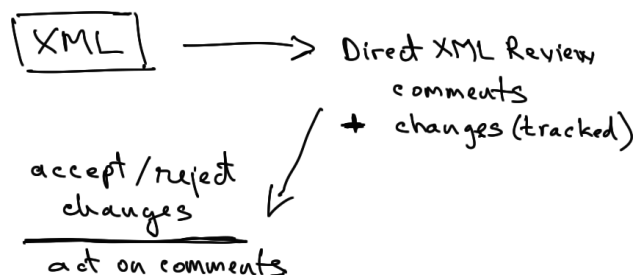 XML
Direct XML Review
comments
+ changes (tracked)
accept/reject
changes
act on comments